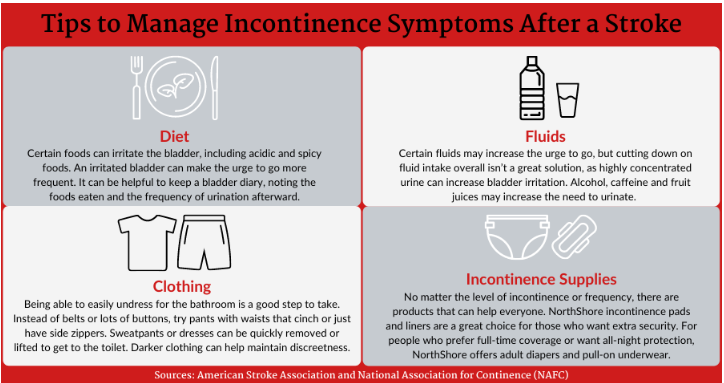 Tips to Manage Incontinence Symptoms After a Stroke
Diet
Certain foods can irritate the bladder, including acidic and spicy
foods. An irritated bladder can make the urge to go more
frequent. It can be helpful to keep a bladder diary, noting the
foods eaten and the frequency of urination afterward.
Fluids
Certain fluids may increase the urge to go, but cutting down on
fluid intake overall isn't a great solution, as highly concentrated
urine can increase bladder irritation. Alcohol, caffeine and fruit
juices may increase the need to urinate.
Clothing
Being able to easily undress for the bathroom is a good step to take.
Instead of belts or lots of buttons, try pants with waists that cinch or just
have side zippers. Sweatpants or dresses can be quickly removed or
lifted to get to the toilet. Darker clothing can help maintain discreetness.
Incontinence Supplies
No matter the level of incontinence or frequency, there are
products that can help everyone. NorthShore incontinence pads
and liners are a great choice for those who want extra security. For
people who prefer full-time coverage or want all-night protection,
NorthShore offers adult diapers and pull-on underwear.
Sources: American Stroke Association and National Association for Continence (NAFC)